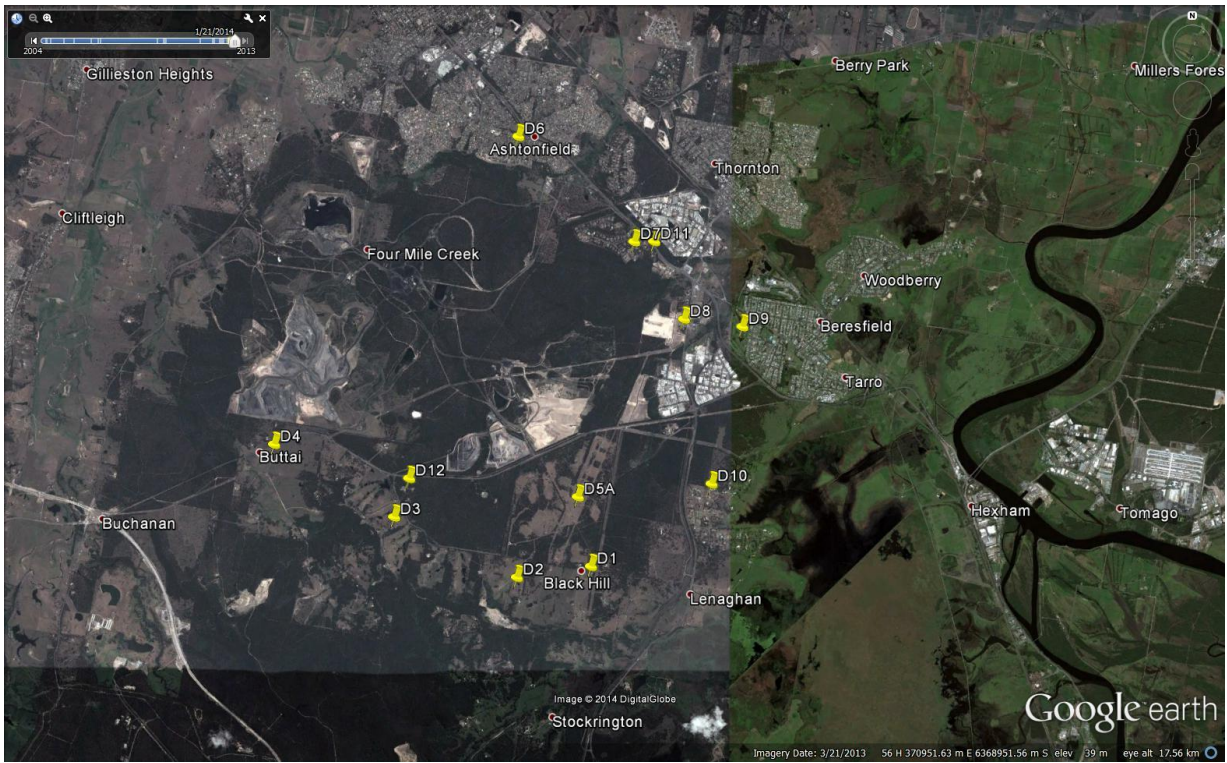 1/21/2014
2004
2013
N
Gillieston Heights
Berry Park
Millers Fores
D6
Ashtonfield
Thornton
Cliftleigh
D7
D11
Four Mile Creek
Woodberry
D8
D9
Beresfield
Tarro
D4
Buttai
D12
D10
D5A
D3
Hexham
Tomago
Buchanan
D1
D2
Black Hill
Lenaghan
Image © 2014 DigitalGlobe
Stockrington
Google earth
Imagery Date: 3/21/2013 56 H 370951.63 m E 6368951.56 m S elev 39 m eye alt 17.56 km